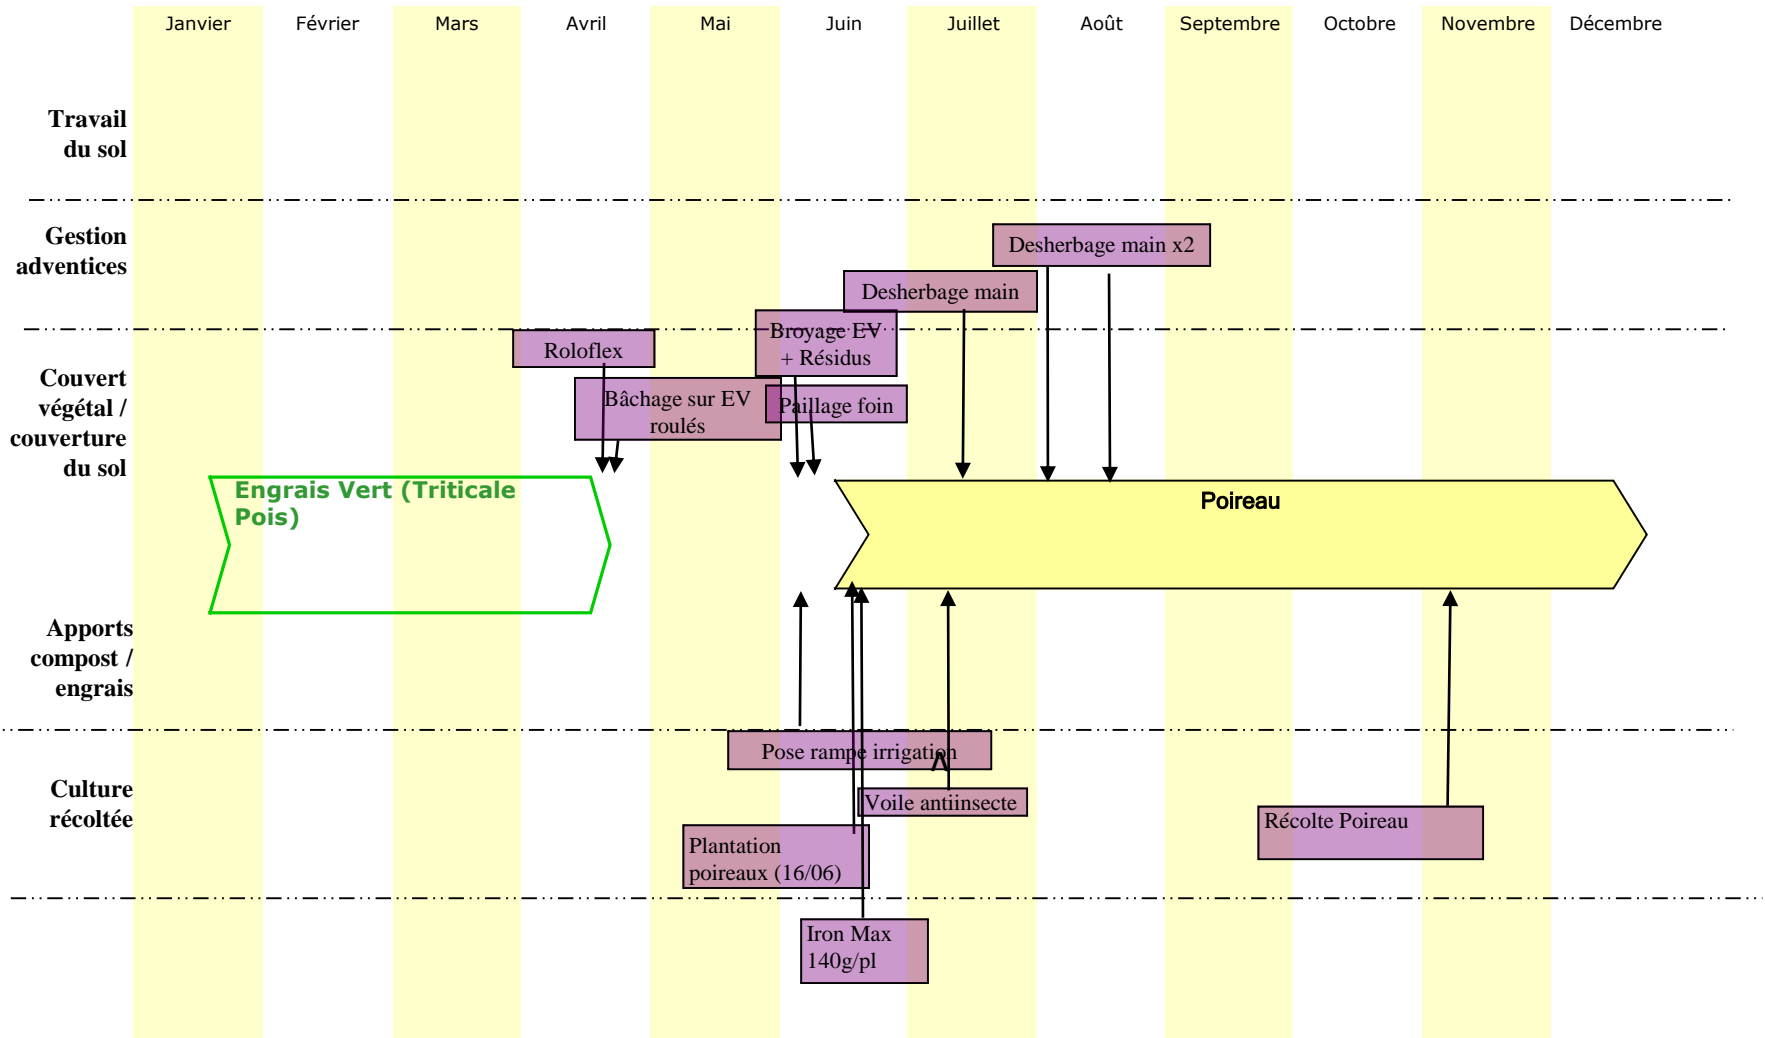 Janvier Février Mars Avril Mai Juin Juillet Août Septembre Octobre Novembre Décembre
Travail
du sol
Gestion
adventices
Desherbage main x2
Desherbage main
Broyage EV
+ Résidus
Roloflex
Couvert
végétal /
couverture
du sol
Bâchage sur EV
roulés
Paillage foin
Engrais Vert (Triticale
Pois)
Poireau
Apports
compost /
engrais
Pose rampe irrigation
Culture
récoltée
Voile antiinsecte
Récolte Poireau
Plantation
poireaux (16/06)
Iron Max
140g/pl